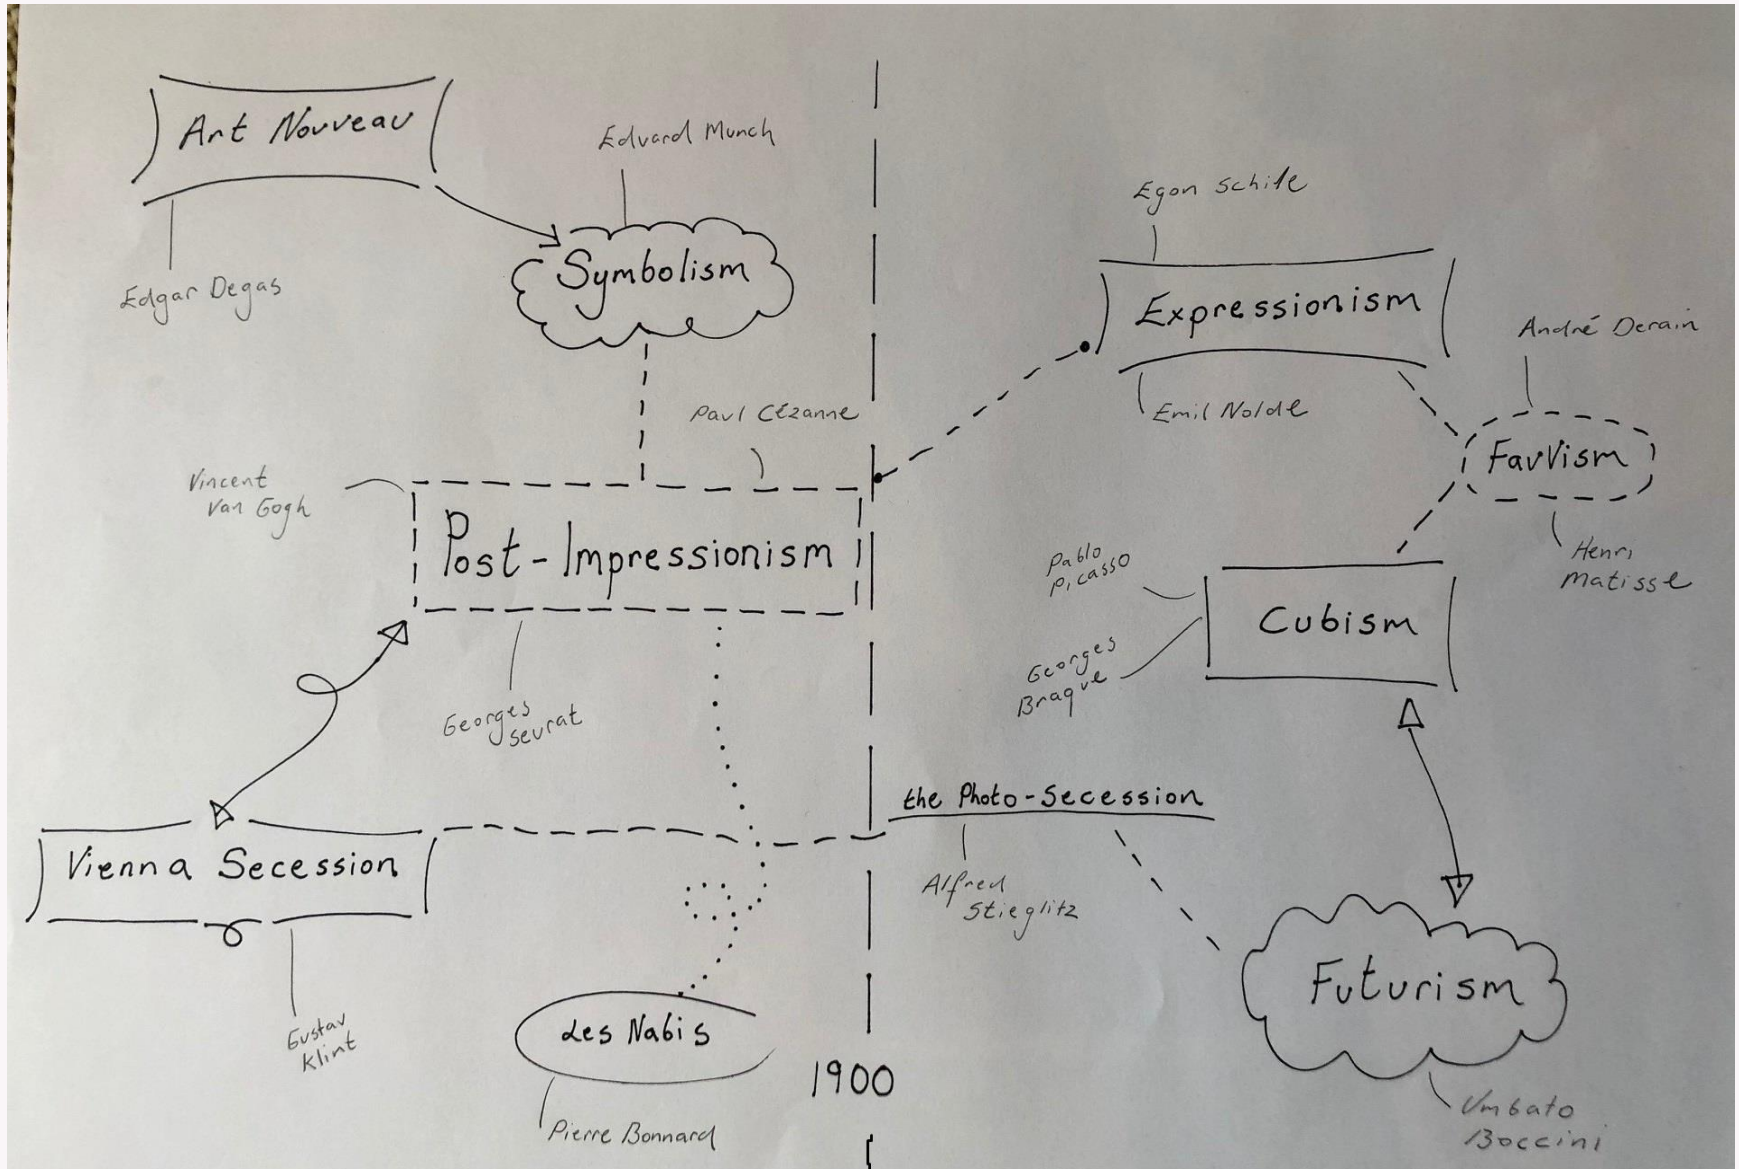 Art Nouveau
Edvard Munch
Edgar Degas
Symbolism
Paul Cézanne
Vincent
Van Gogh
Post-Impressionism
Georges
Seurat
Vienna Secession
Gustav
Klint
Les Nabis
Pierre Bonnard
1900
Egon Schile
Expressionism
Emil Nolde
André Derain
Fauvism
Henri
Matisse
Pablo
Picasso
Georges
Braque
Cubism
the Photo-Secession
Alfred
Stieglitz
Futurism
Umbato
Boccini